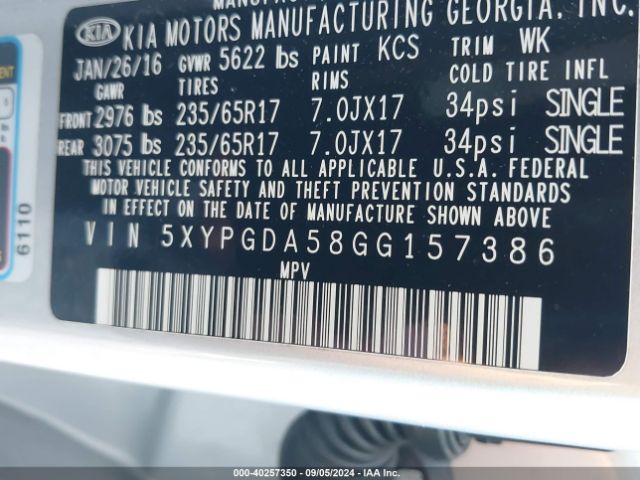 KIA KIA MOTORS MANUFACTURING GEORGIA, INC.
JAN/26/16 GVWR 5622 lbs PAINT KCS TRIM WK
GAWR TIRES RIMS COLD TIRE INFL
FRONT 2976 lbs 235/65R17 7.0JX17 34psi SINGLE
REAR 3075 lbs 235/65R17 7.0JX17 34psi SINGLE
THIS VEHICLE CONFORMS TO ALL APPLICABLE U.S.A. FEDERAL
MOTOR VEHICLE SAFETY AND THEFT PREVENTION STANDARDS
IN EFFECT ON THE DATE OF MANUFACTURE SHOWN ABOVE
VIN 5XYPGDA58GG157386
MPV
6110
000-40257350 - 09/05/2024 - IAA Inc.